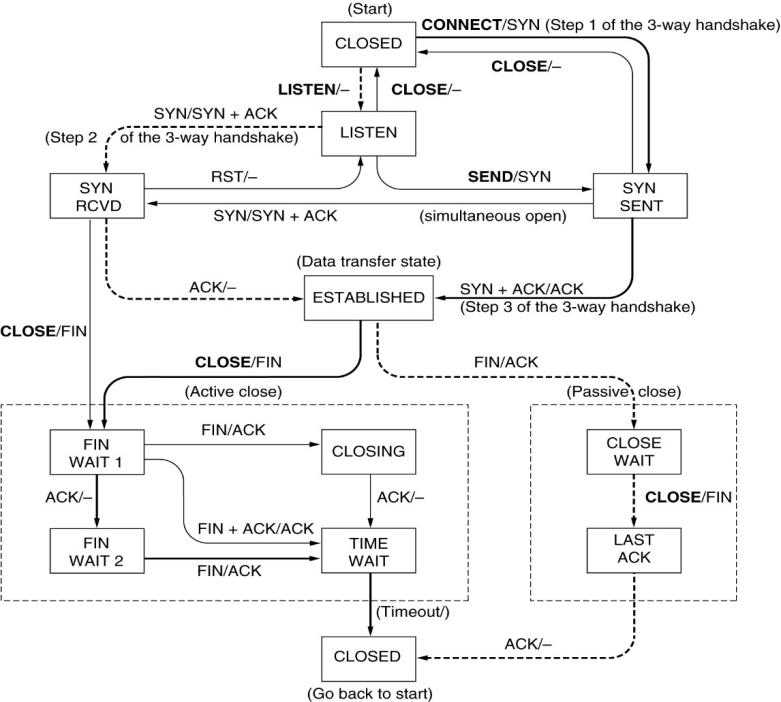 (Start)
CONNECT/SYN (Step 1 of the 3-way handshake)
CLOSED
CLOSE/–
LISTEN/–
CLOSE/–
SYN/SYN + ACK
LISTEN
(Step 2 of the 3-way handshake)
SYN
RCVD
RST/–
SEND/SYN
SYN
SENT
SYN/SYN + ACK
(simultaneous open)
(Data transfer state)
ACK/–
ESTABLISHED
SYN + ACK/ACK
(Step 3 of the 3-way handshake)
CLOSE/FIN
CLOSE/FIN
FIN/ACK
(Active close)
(Passive close)
FIN
WAIT 1
FIN/ACK
CLOSING
CLOSE
WAIT
ACK/–
ACK/–
CLOSE/FIN
FIN + ACK/ACK
FIN
WAIT 2
FIN/ACK
TIME
WAIT
LAST
ACK
(Timeout/)
CLOSED
ACK/–
(Go back to start)